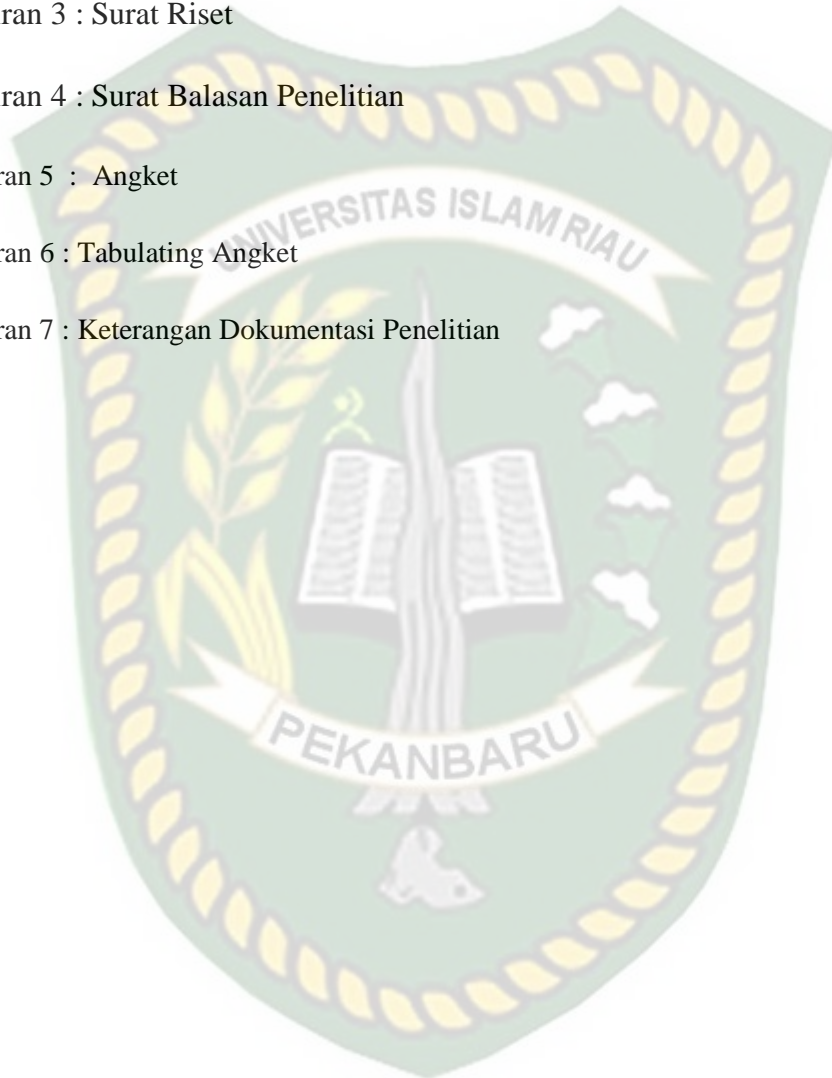 ran 3 : Surat Riset
ran 4 : Surat Balasan Penelitian
ran 5 : Angket
ran 6 : Tabulating Angket
ran 7 : Keterangan Dokumentasi Penelitian
UNIVERSITAS ISLAM RIAU
PEKANBARU